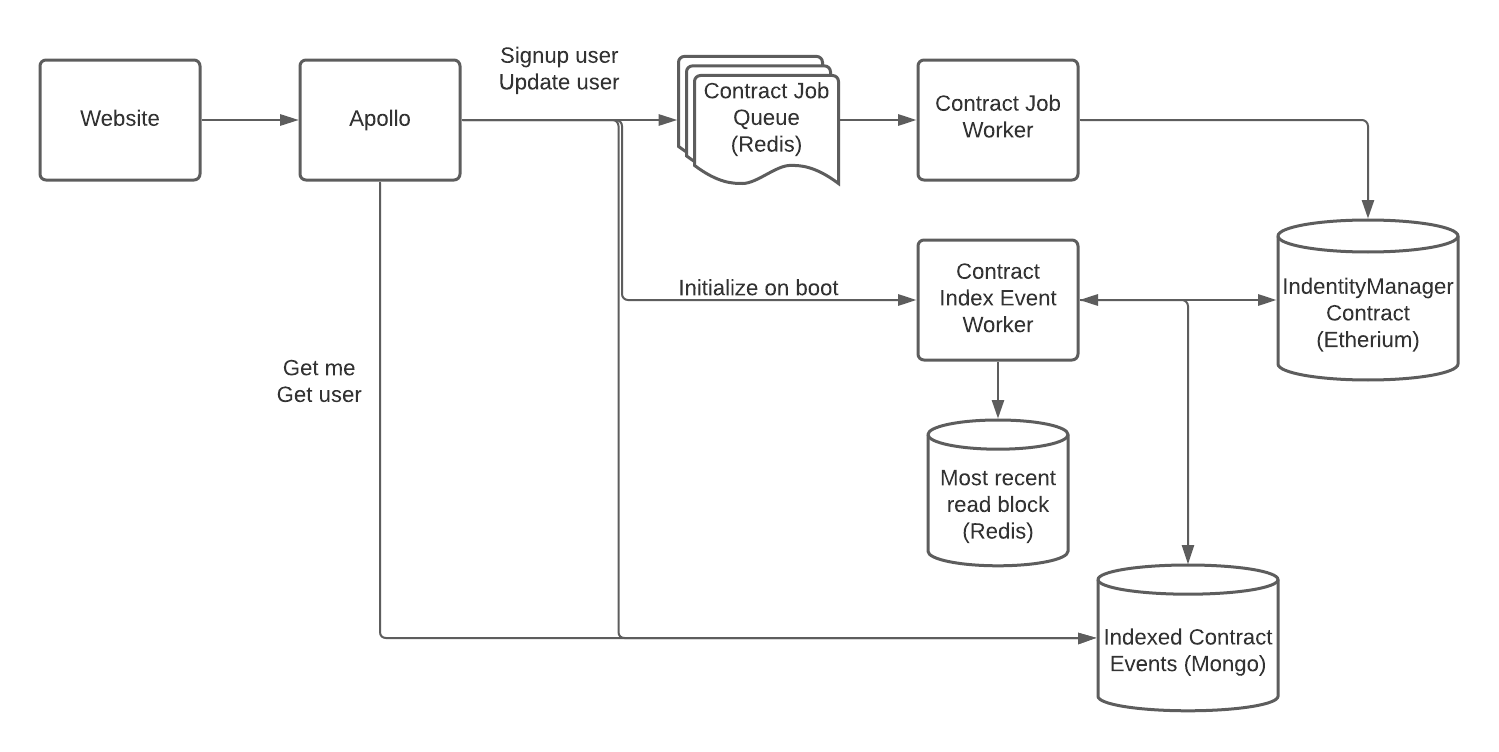 Signup user
Update user
Website
Apollo
Contract Job
Queue
(Redis)
Contract Job
Worker
Initialize on boot
Contract
Index Event
Worker
IndentityManager
Contract
(Etherium)
Get me
Get user
Most recent
read block
(Redis)
Indexed Contract
Events (Mongo)